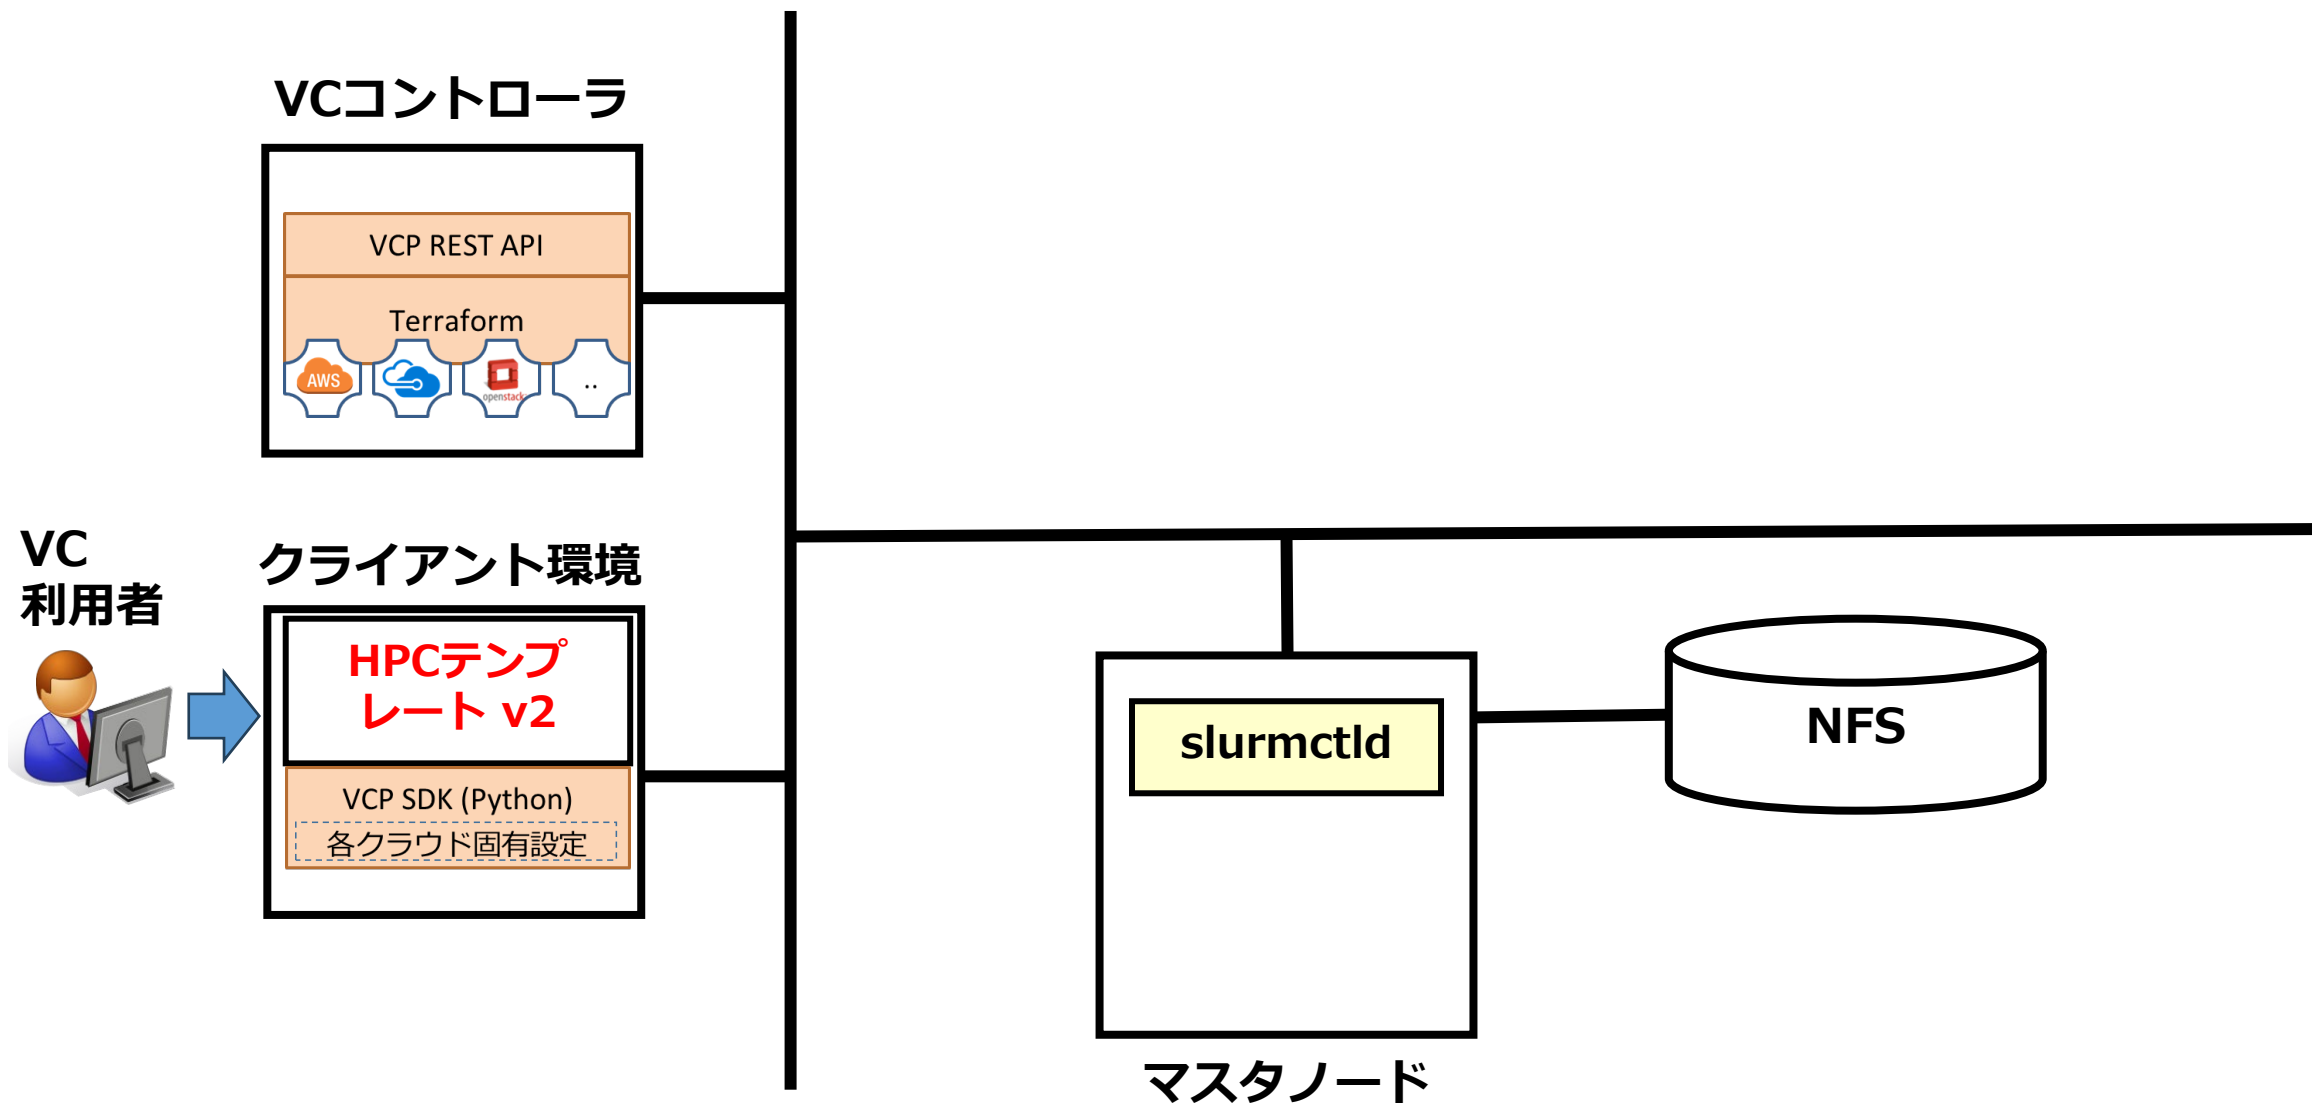 VCコントローラ
VCP REST API
Terraform
AWS
openstack
..
VC
利用者
クライアント環境
HPCテンプ
レート v2
VCP SDK (Python)
各クラウド固有設定
slurmctld
NFS
マスタノード